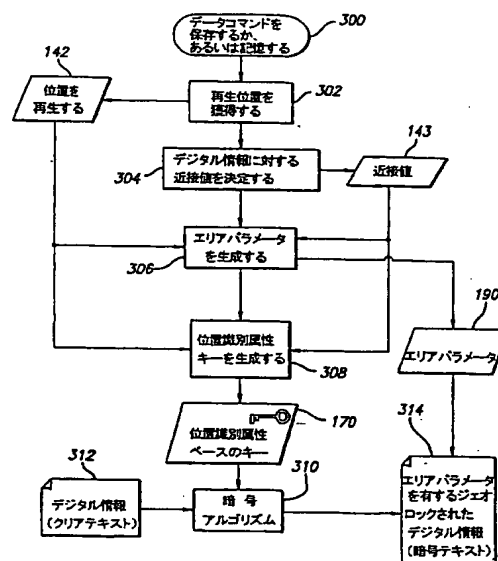 データコマンドを
保存するか、
あるいは記憶する
300
142
位置を
再生する
再生位置を
獲得する
302
304
デジタル情報に対する
近接値を決定する
143
近接値
エリアパラメータ
を生成する
306
190
エリアパラメータ
位置識別属性
キーを生成する
308
170
位置識別属性
ベースのキー
314
312
デジタル情報
(クリアテキスト)
310
暗号
アルゴリズム
エリアパラメータ
を有するジェオ
ロックされた
デジタル情報
(暗号テキスト)